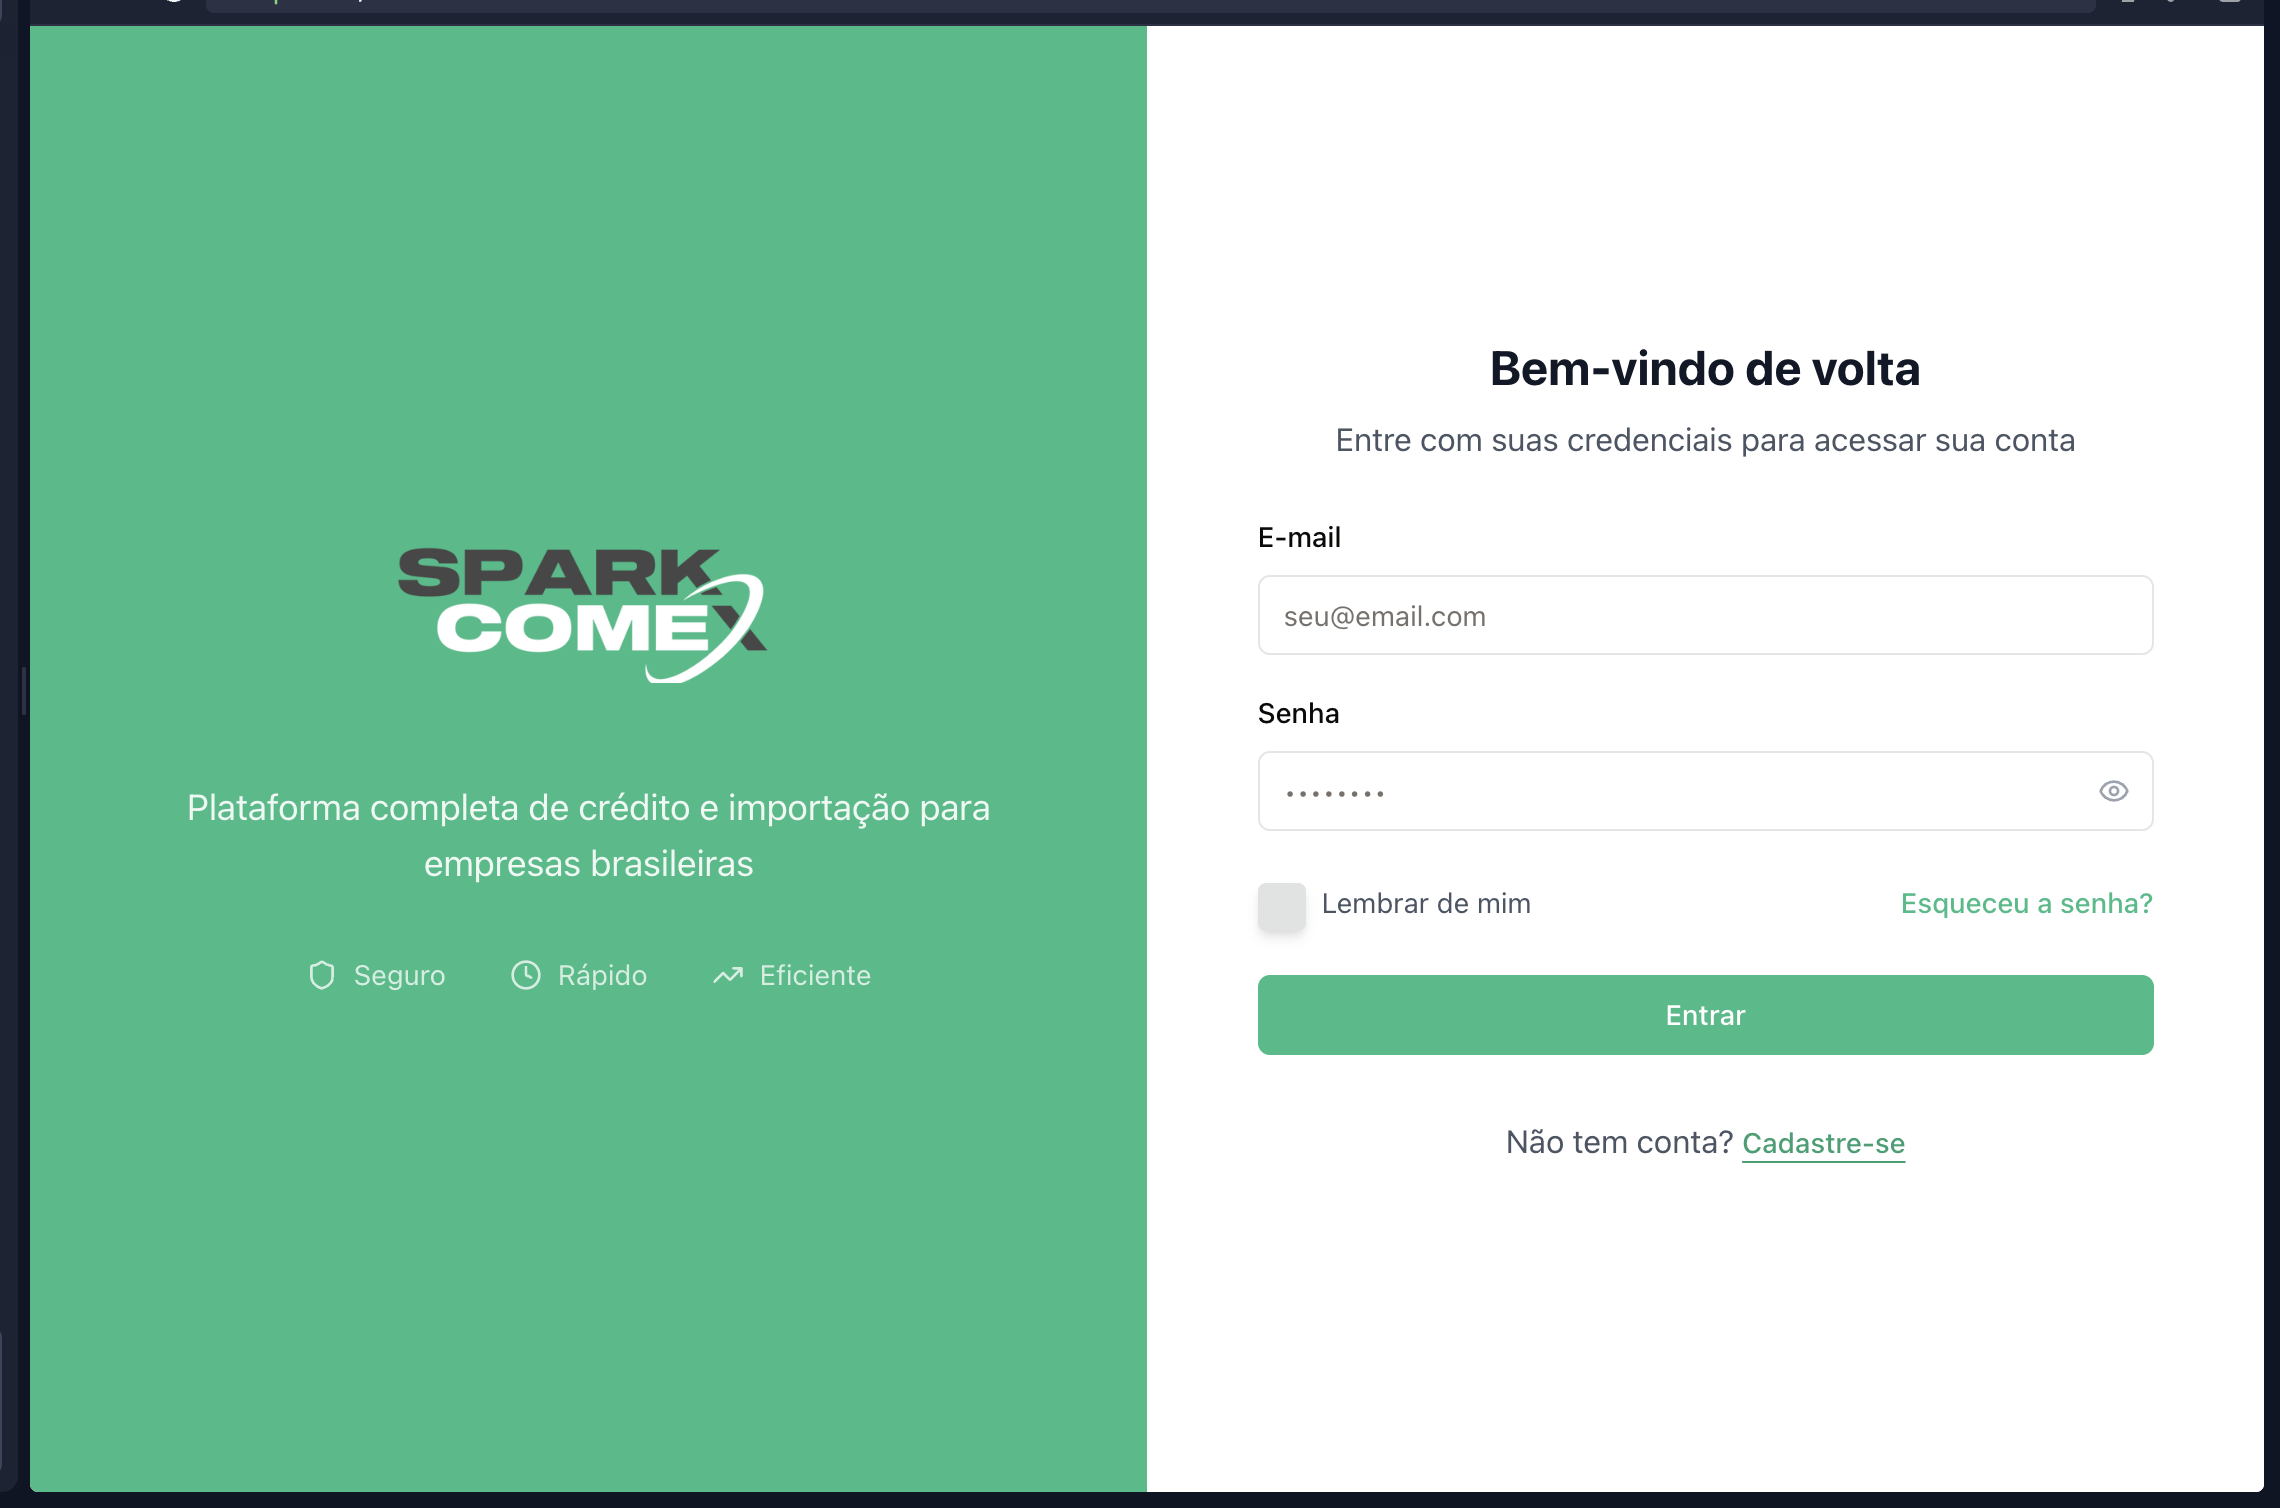 SPARK
COMEX
Plataforma completa de crédito e importação para
empresas brasileiras
Seguro
Rápido
Eficiente
Bem-vindo de volta
Entre com suas credenciais para acessar sua conta
E-mail
seu@email.com
Senha
••••••••
Lembrar de mim
Esqueceu a senha?
Entrar
Não tem conta? Cadastre-se